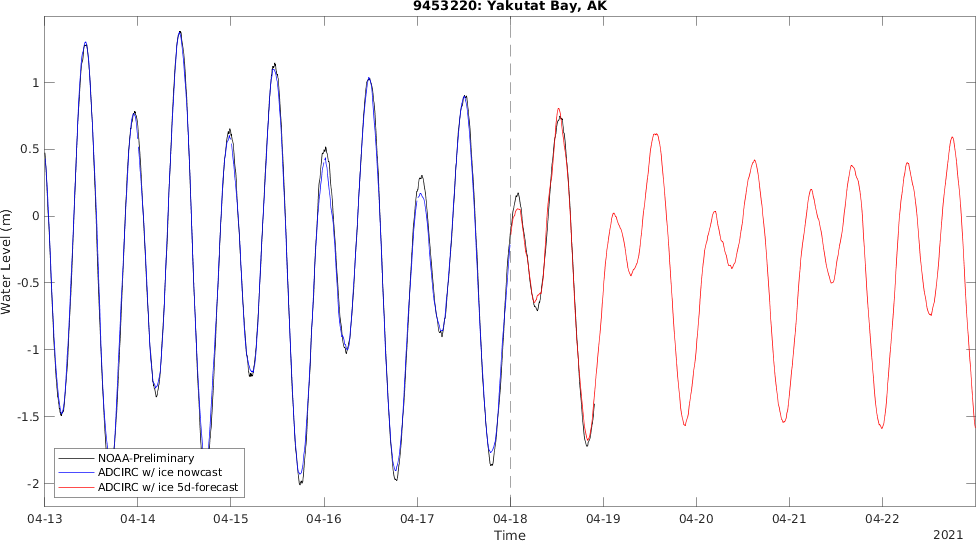 9453220: Yakutat Bay, AK
Water Level (m)
1
0.5
0
-0.5
-1
-1.5
-2
NOAA-Preliminary
ADCIRC w/ ice nowcast
ADCIRC w/ ice 5d-forecast
04-13 04-14 04-15 04-16 04-17 04-18 04-19 04-20 04-21 04-22
Time
2021